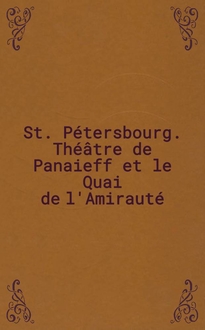 St. Pétersbourg.
Théâtre de
Panaieff et le
Quai
de l'Amirauté